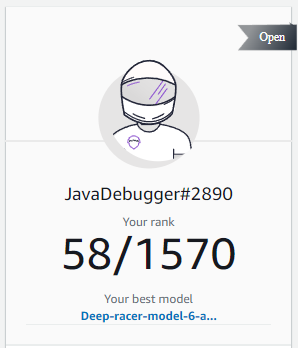 Open
JavaDebugger#2890
Your rank
58/1570
Your best model
Deep-racer-model-6-a...